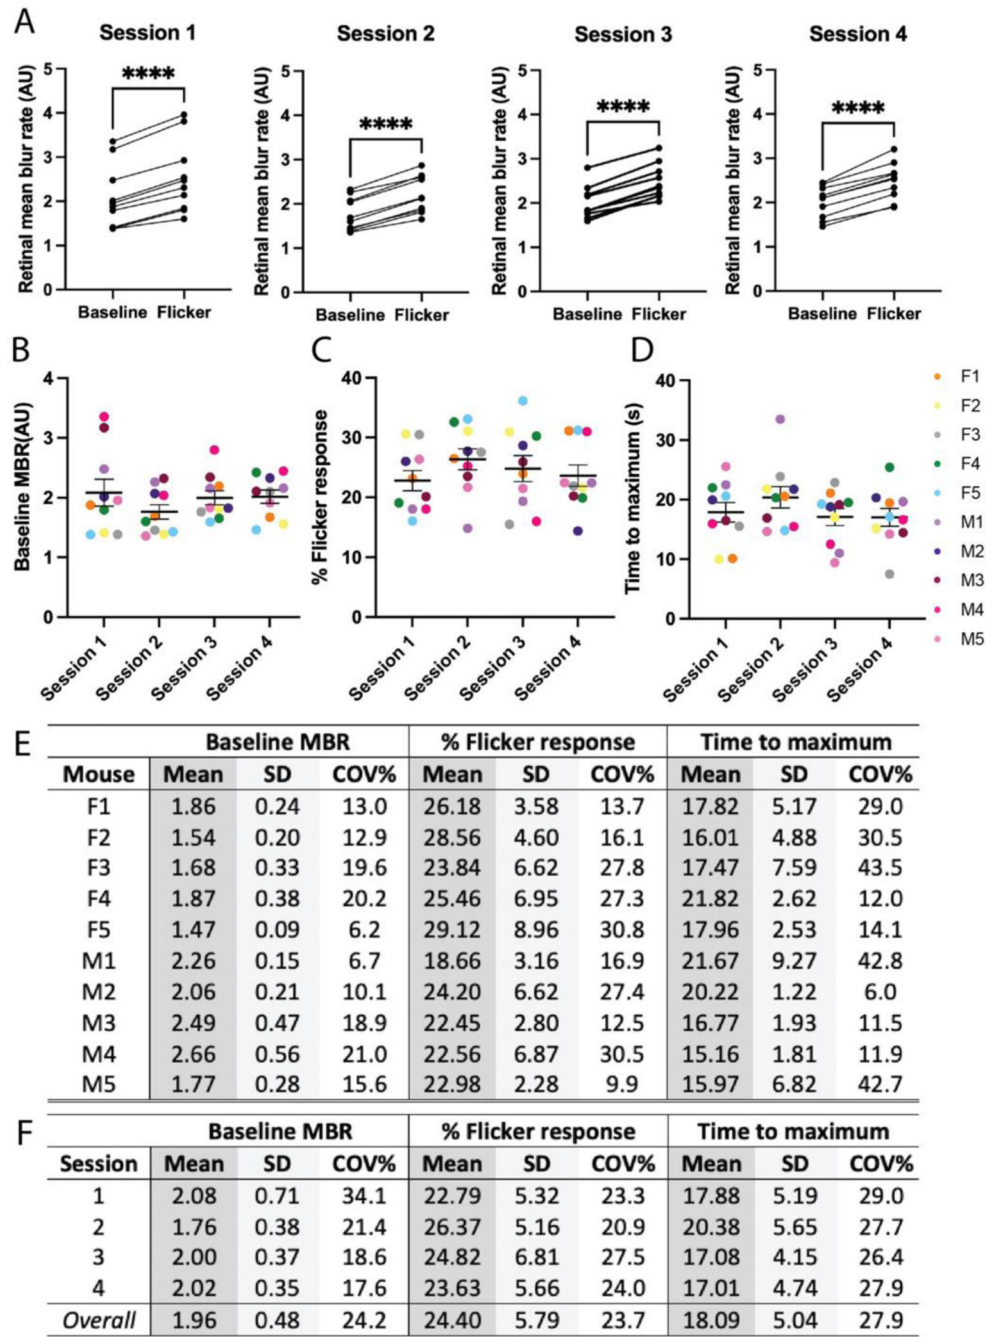 A
Session 1
Session 2
Session 3
Session 4
Retinal mean blur rate (AU)
5
4
3
2
1
0
****
Baseline Flicker
Retinal mean blur rate (AU)
5
4
3
2
1
0
****
Baseline Flicker
Retinal mean blur rate (AU)
5
4
3
2
1
0
****
Baseline Flicker
Retinal mean blur rate (AU)
5
4
3
2
1
0
****
Baseline Flicker
B
Baseline MBR(AU)
4
3
2
1
0
Session 1
Session 2
Session 3
Session 4
C
% Flicker response
40
30
20
10
0
Session 1
Session 2
Session 3
Session 4
D
Time to maximum (s)
40
30
20
10
0
Session 1
Session 2
Session 3
Session 4
F1
F2
F3
F4
F5
M1
M2
M3
M4
M5
E
Baseline MBR % Flicker response Time to maximum
Mouse Mean SD COV% Mean SD COV% Mean SD COV%
F1 1.86 0.24 13.0 26.18 3.58 13.7 17.82 5.17 29.0
F2 1.54 0.20 12.9 28.56 4.60 16.1 16.01 4.88 30.5
F3 1.68 0.33 19.6 23.84 6.62 27.8 17.47 7.59 43.5
F4 1.87 0.38 20.2 25.46 6.95 27.3 21.82 2.62 12.0
F5 1.47 0.09 6.2 29.12 8.96 30.8 17.96 2.53 14.1
M1 2.26 0.15 6.7 18.66 3.16 16.9 21.67 9.27 42.8
M2 2.06 0.21 10.1 24.20 6.62 27.4 20.22 1.22 6.0
M3 2.49 0.47 18.9 22.45 2.80 12.5 16.77 1.93 11.5
M4 2.66 0.56 21.0 22.56 6.87 30.5 15.16 1.81 11.9
M5 1.77 0.28 15.6 22.98 2.28 9.9 15.97 6.82 42.7
F
Baseline MBR % Flicker response Time to maximum
Session Mean SD COV% Mean SD COV% Mean SD COV%
1 2.08 0.71 34.1 22.79 5.32 23.3 17.88 5.19 29.0
2 1.76 0.38 21.4 26.37 5.16 20.9 20.38 5.65 27.7
3 2.00 0.37 18.6 24.82 6.81 27.5 17.08 4.15 26.4
4 2.02 0.35 17.6 23.63 5.66 24.0 17.01 4.74 27.9
Overall 1.96 0.48 24.2 24.40 5.79 23.7 18.09 5.04 27.9